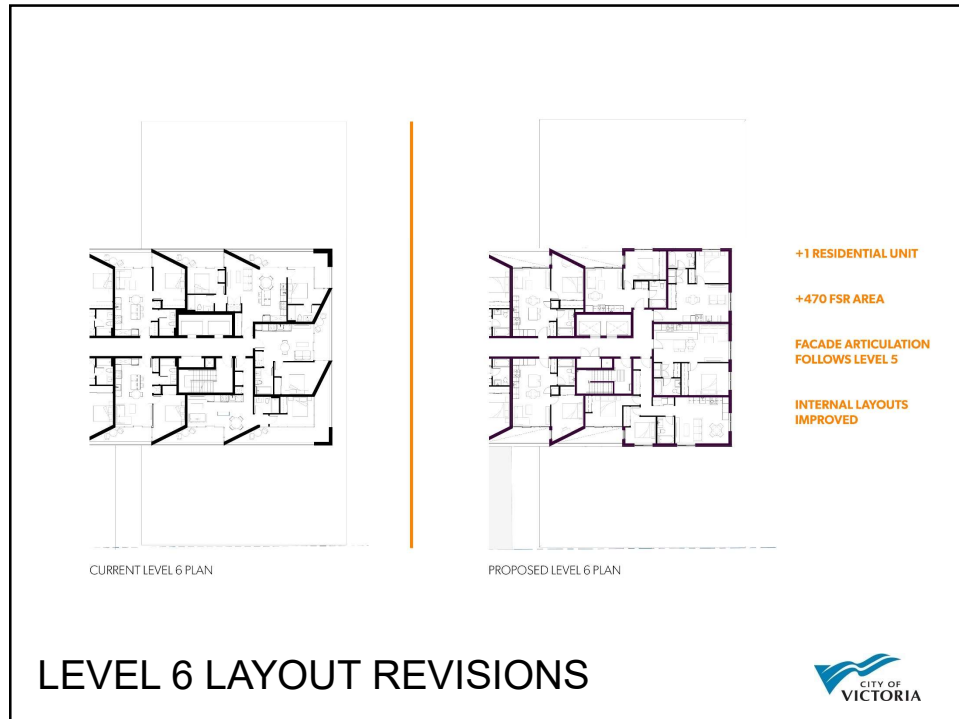 +1 RESIDENTIAL UNIT
+470 FSR AREA
FACADE ARTICULATION
FOLLOWS LEVEL 5
INTERNAL LAYOUTS
IMPROVED
CURRENT LEVEL 6 PLAN
PROPOSED LEVEL 6 PLAN
LEVEL 6 LAYOUT REVISIONS
CITY OF
VICTORIA